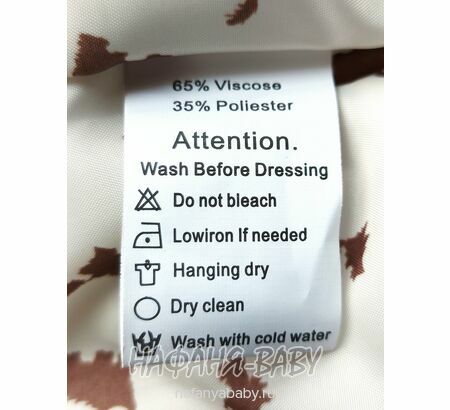 65% Viscose
35% Poliester
Attention.
Wash Before Dressing
Do not bleach
Lowiron If needed
Hanging dry
Dry clean
Wash with cold water
НАФАНЯ-BABY
nafanyababy.ru